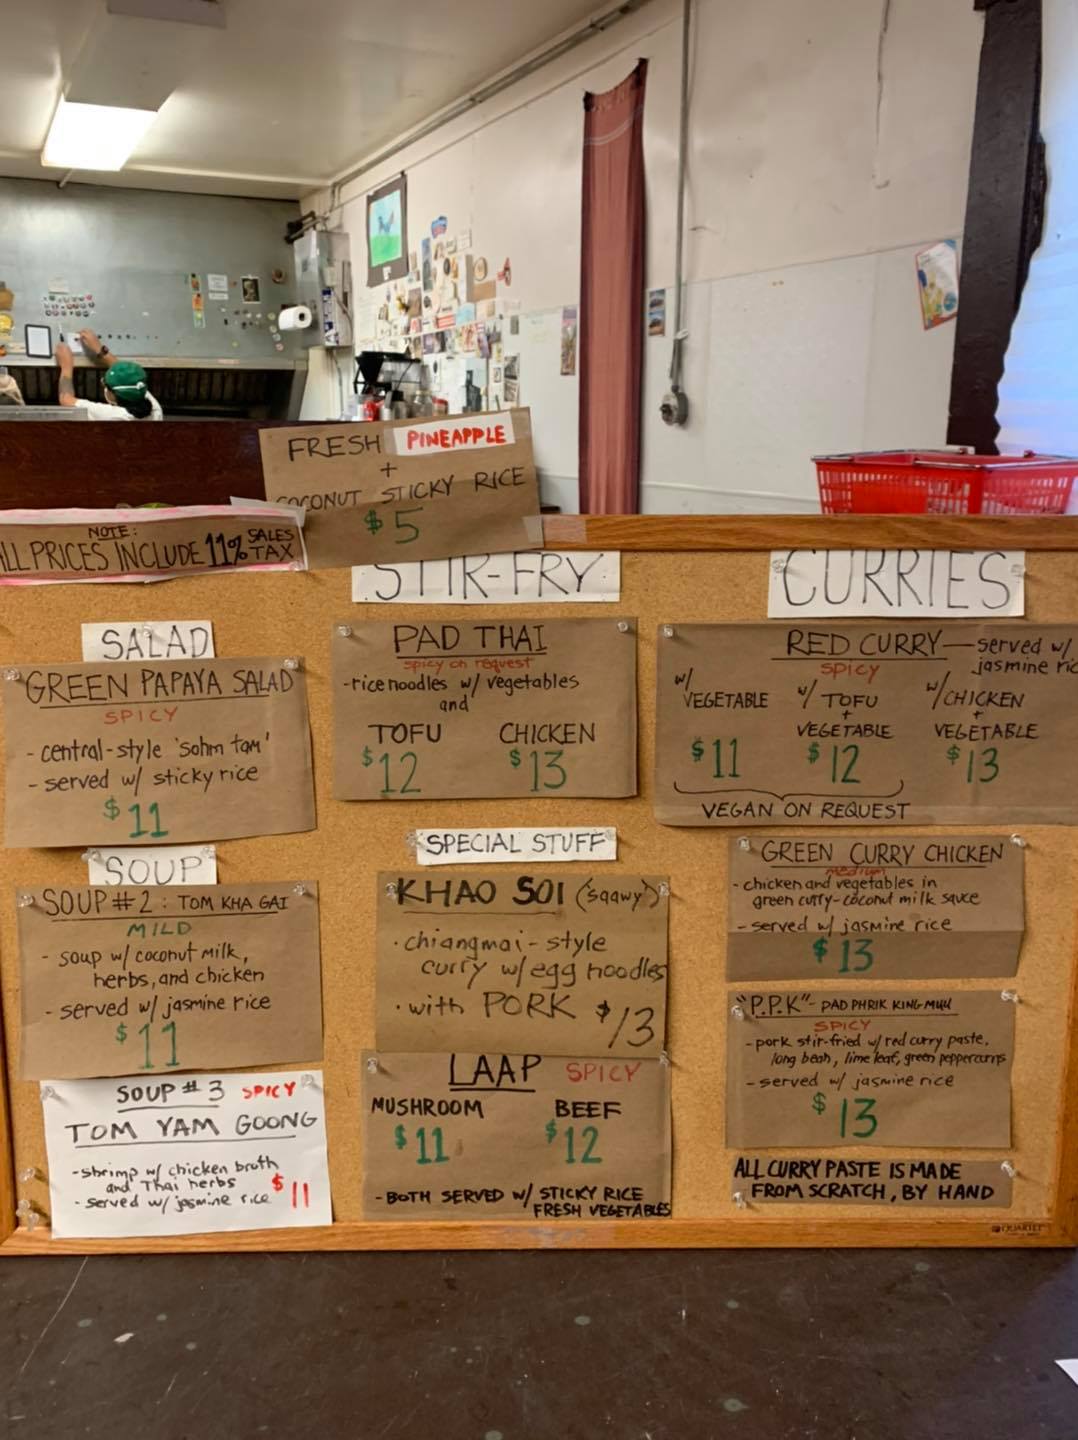 FRESH PINEAPPLE
+
COCONUT STICKY RICE
$5
NOTE:
ALL PRICES INCLUDE 11% SALES TAX
SALAD
GREEN PAPAYA SALAD
SPICY
- central-style 'sohm tam'
- served w/ sticky rice
$11
SOUP
SOUP #2: TOM KHA GAI
MILD
- soup w/ coconut milk,
herbs, and chicken
- served w/ jasmine rice
$11
SOUP #3 SPICY
TOM YAM GOONG
- shrimp w/ chicken broth
and Thai herbs
- served w/ jasmine rice $11
STIR-FRY
PAD THAI
spicy on request
- rice noodles w/ vegetables
and
TOFU CHICKEN
$12 $13
SPECIAL STUFF
KHAO SOI (saawy)
· chiangmai-style
curry w/ egg noodles
· with PORK $13
LAAP SPICY
MUSHROOM BEEF
$11 $12
- BOTH SERVED W/ STICKY RICE
FRESH VEGETABLES
CURRIES
RED CURRY — served w/
jasmine ric
SPICY
w/ VEGETABLE w/ TOFU + VEGETABLE w/ CHICKEN + VEGETABLE
$11 $12 $13
VEGAN ON REQUEST
GREEN CURRY CHICKEN
medium
- chicken and vegetables in
green curry-coconut milk sauce
- served w/ jasmine rice
$13
"P.P.K" - PAD PHRIK KING MUU
SPICY
- pork stir-fried w/ red curry paste,
long bean, lime leaf, green peppercorns
- served w/ jasmine rice
$13
ALL CURRY PASTE IS MADE
FROM SCRATCH, BY HAND
QUARTET